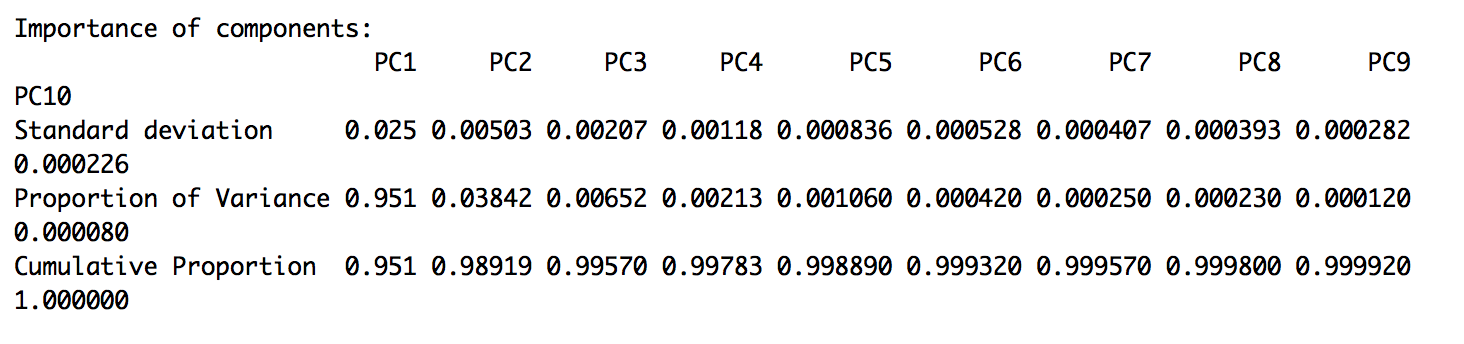 Importance of components:
PC1 PC2 PC3 PC4 PC5 PC6 PC7 PC8 PC9
PC10
Standard deviation 0.025 0.00503 0.00207 0.00118 0.000836 0.000528 0.000407 0.000393 0.000282
0.000226
Proportion of Variance 0.951 0.03842 0.00652 0.00213 0.001060 0.000420 0.000250 0.000230 0.000120
0.000080
Cumulative Proportion 0.951 0.98919 0.99570 0.99783 0.998890 0.999320 0.999570 0.999800 0.999920
1.000000